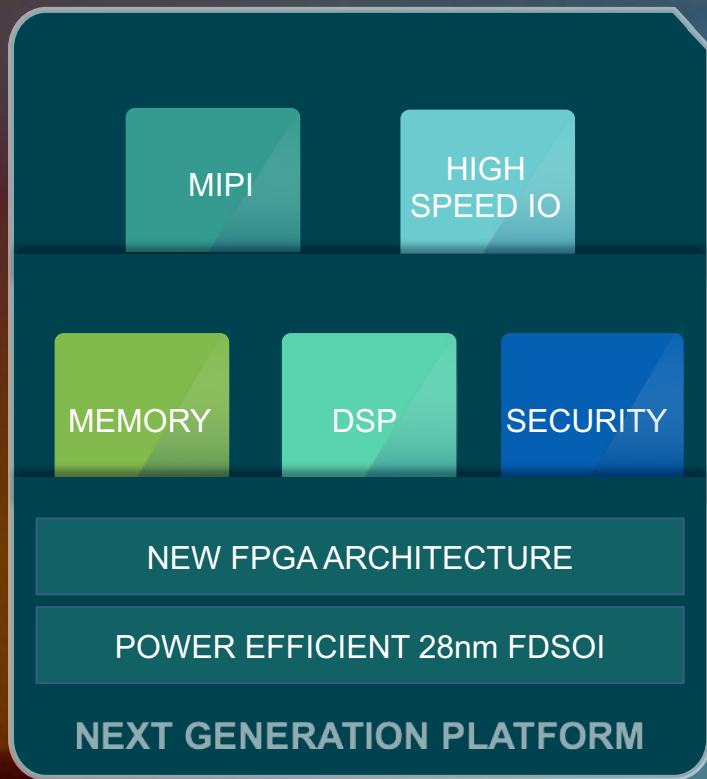 MIPI
HIGH
SPEED IO
MEMORY
DSP
SECURITY
NEW FPGA ARCHITECTURE
POWER EFFICIENT 28nm FDSOI
NEXT GENERATION PLATFORM